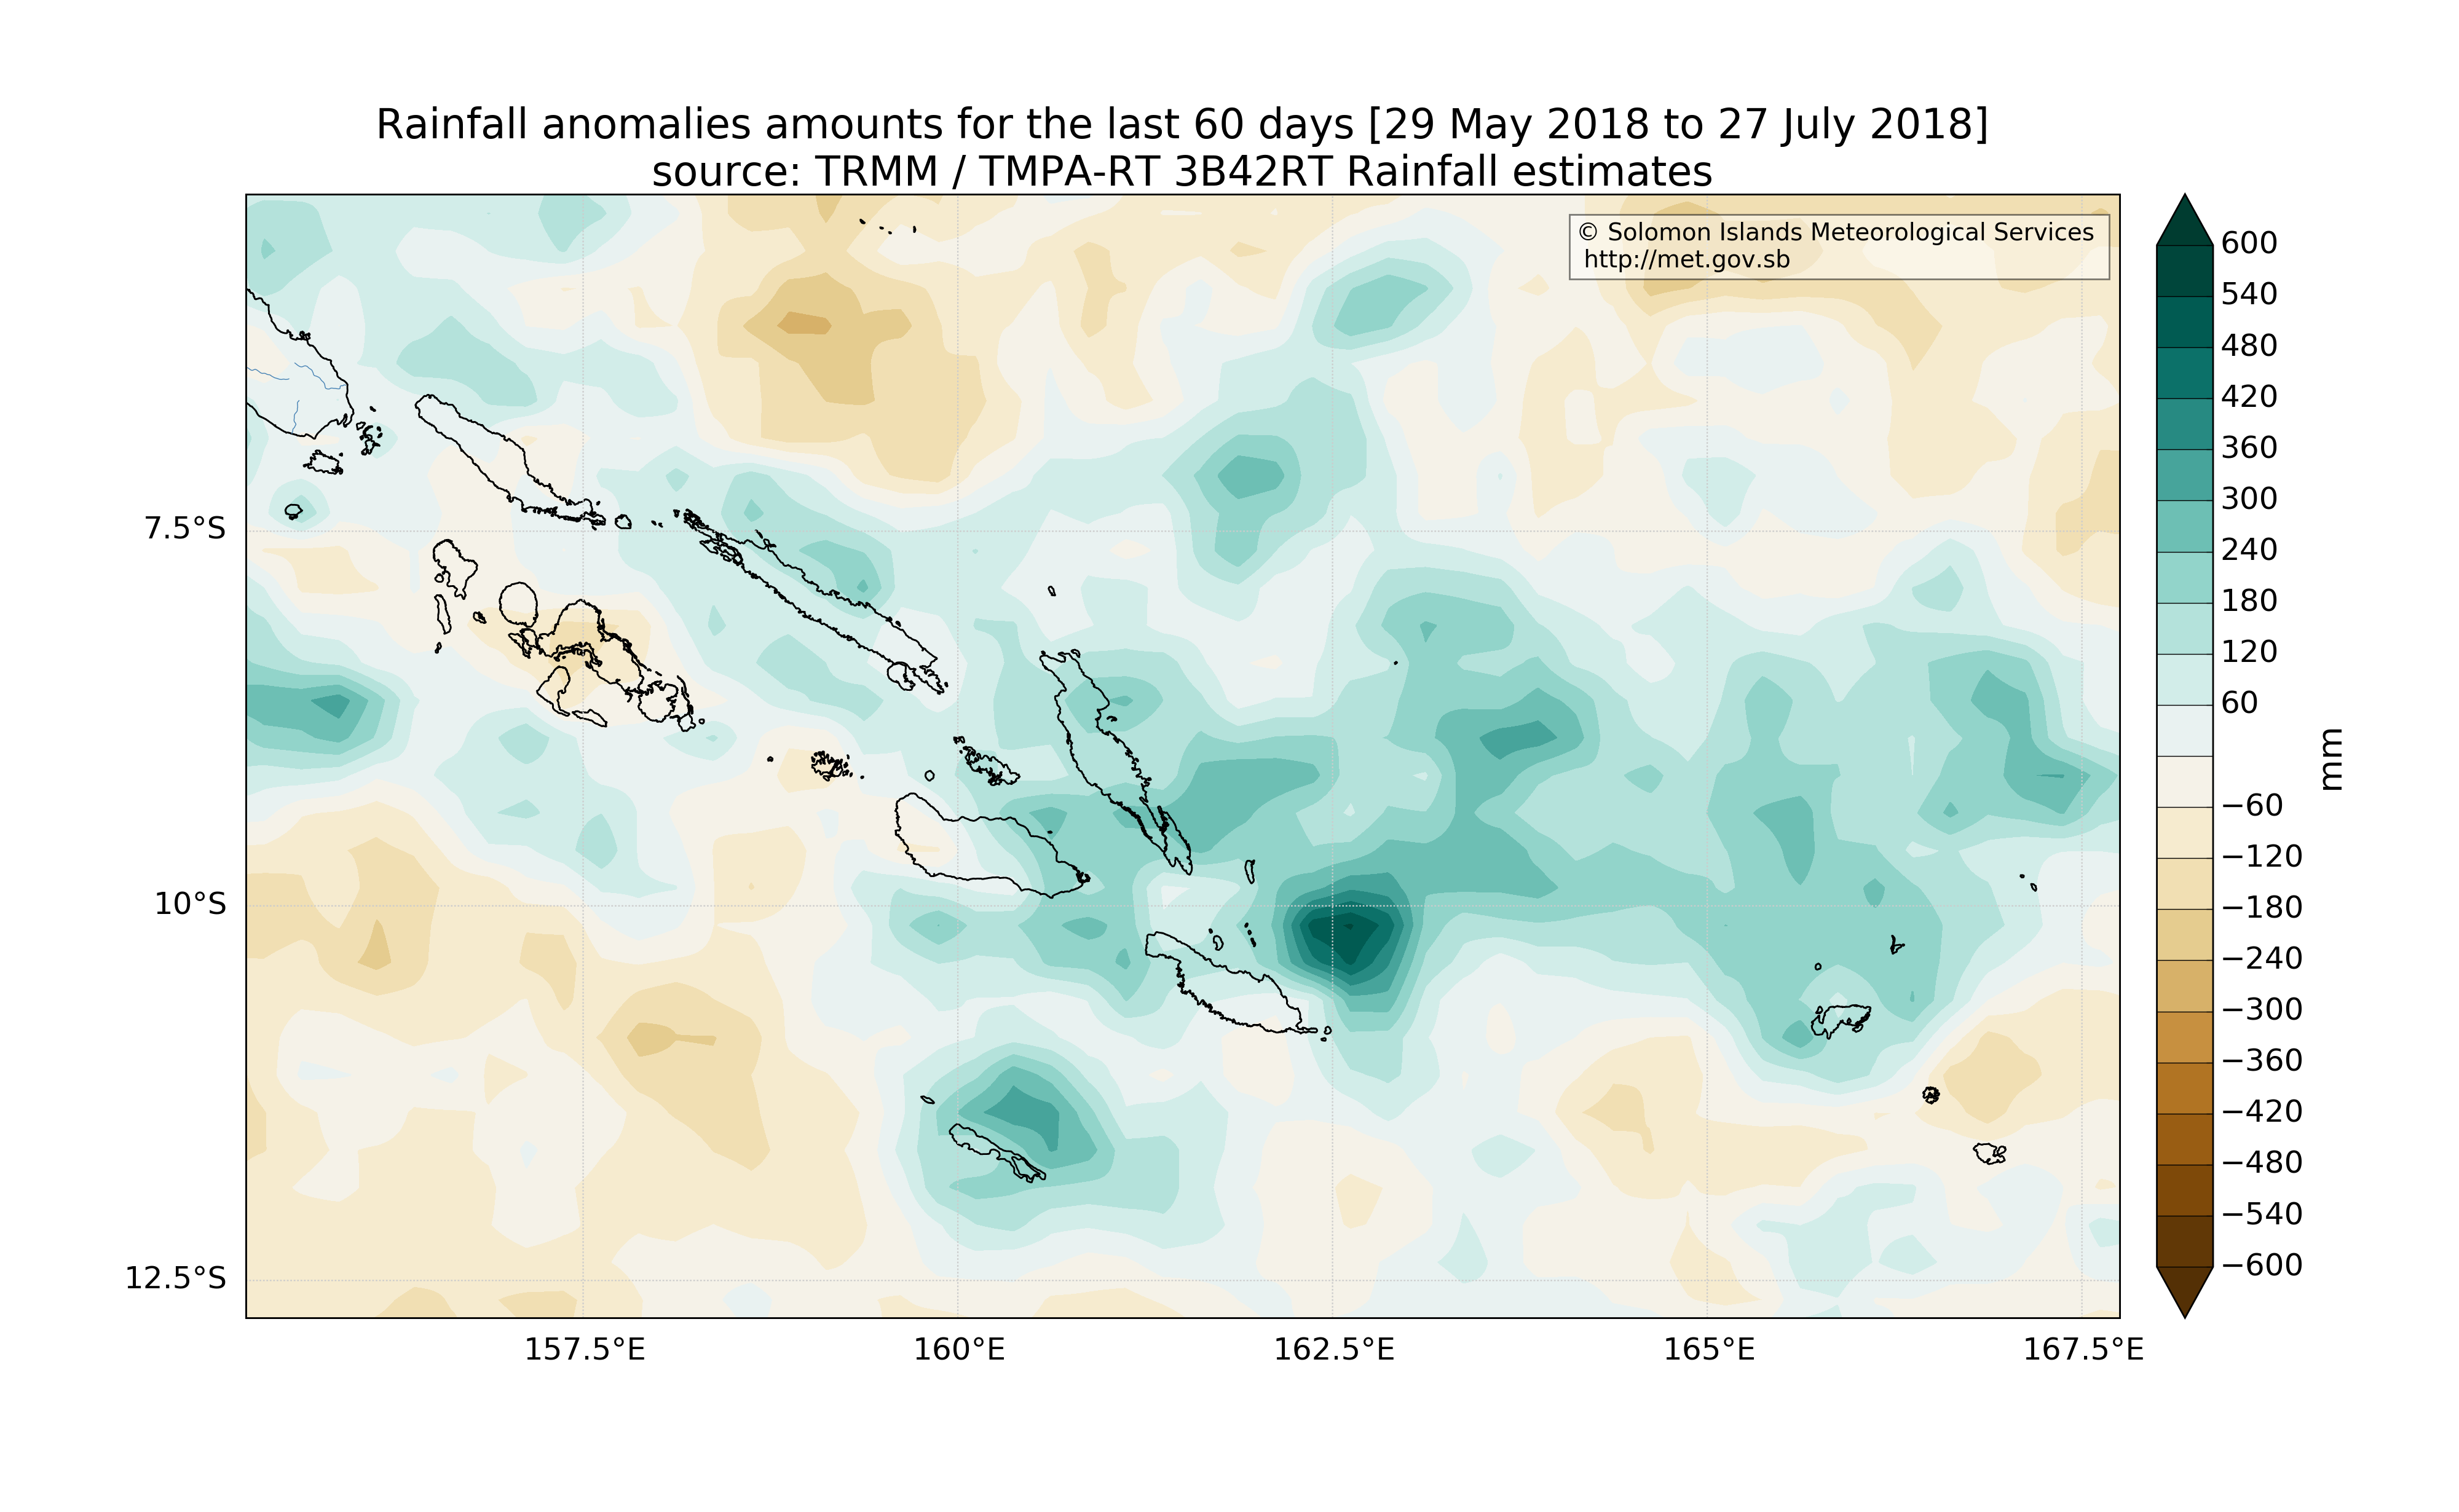 Rainfall anomalies amounts for the last 60 days [29 May 2018 to 27 July 2018]
source: TRMM / TMPA-RT 3B42RT Rainfall estimates
© Solomon Islands Meteorological Services
http://met.gov.sb
7.5°S
10°S
12.5°S
157.5°E
160°E
162.5°E
165°E
167.5°E
600
540
480
420
360
300
240
180
120
60
−60
−120
−180
−240
−300
−360
−420
−480
−540
−600
mm